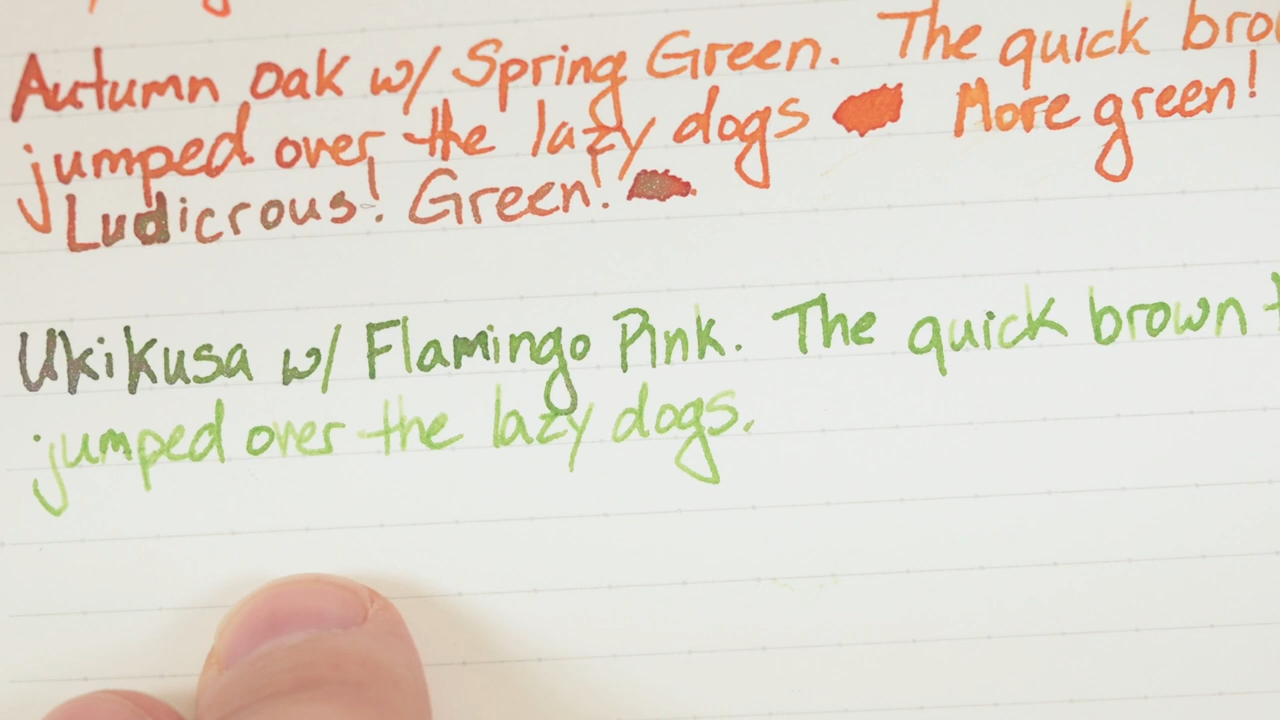 Autumn Oak w/ Spring Green. The quick
jumped over the lazy dogs More green!
Ludicrous! Green!
Ukikusa w/ Flamingo Pink. The quick brown
jumped over the lazy dogs.